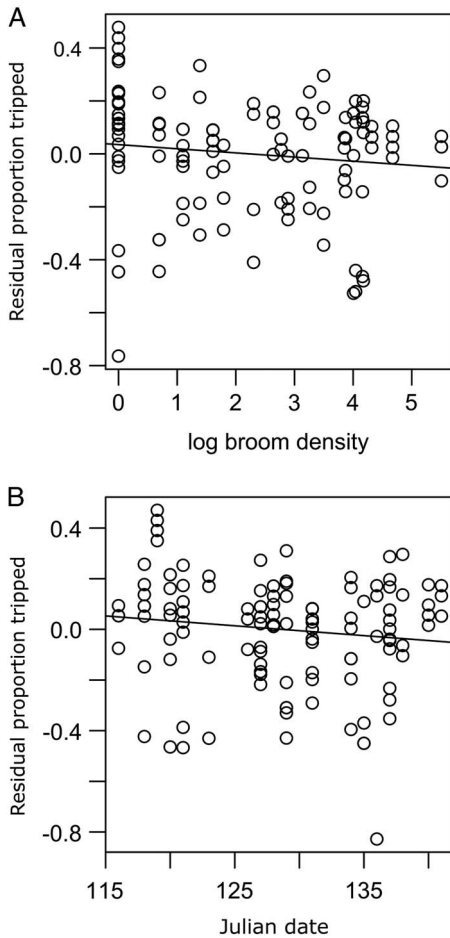 A
Residual proportion tripped
0.4
0.0
-0.4
-0.8
0 1 2 3 4 5
log broom density
B
Residual proportion tripped
0.4
0.0
-0.4
-0.8
115 125 135
Julian date